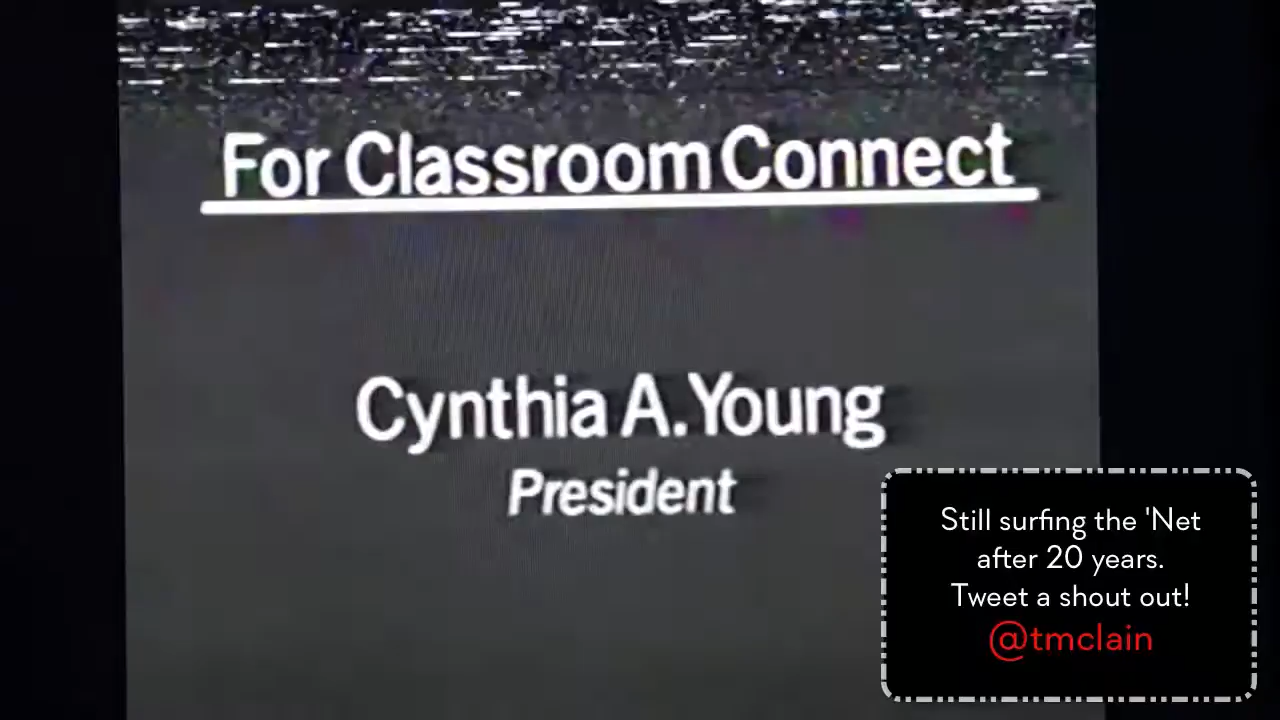 For Classroom Connect
Cynthia A. Young
President
Still surfing the 'Net
after 20 years.
Tweet a shout out!
@tmclain